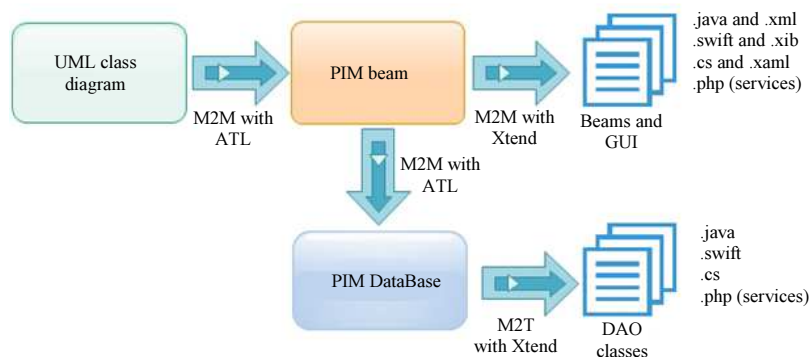 UML class
diagram
M2M with
ATL
PIM beam
M2M with
Xtend
Beams and
GUI
.java and .xml
.swift and .xib
.cs and .xaml
.php (services)
M2M with
ATL
PIM DataBase
M2T
with Xtend
DAO
classes
.java
.swift
.cs
.php (services)